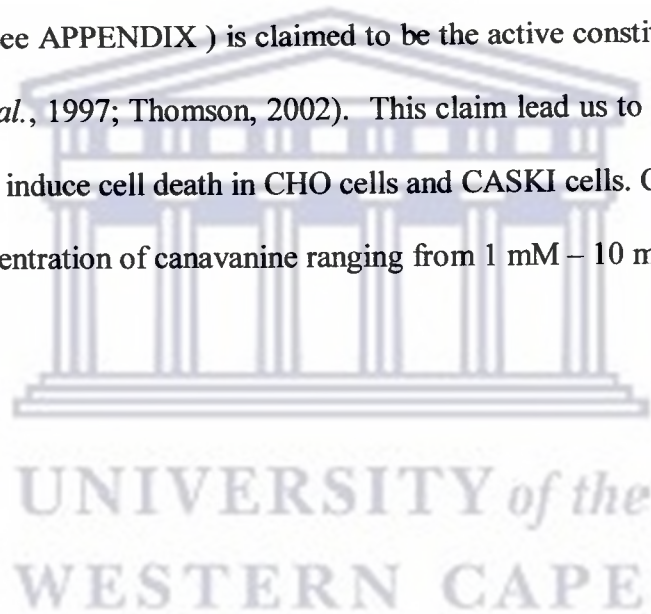 ee APPENDIX ) is claimed to be the active consti
al., 1997; Thomson, 2002). This claim lead us to
induce cell death in CHO cells and CASKI cells. C
entration of canavanine ranging from 1 mM – 10 m
UNIVERSITY of the
WESTERN CAPE